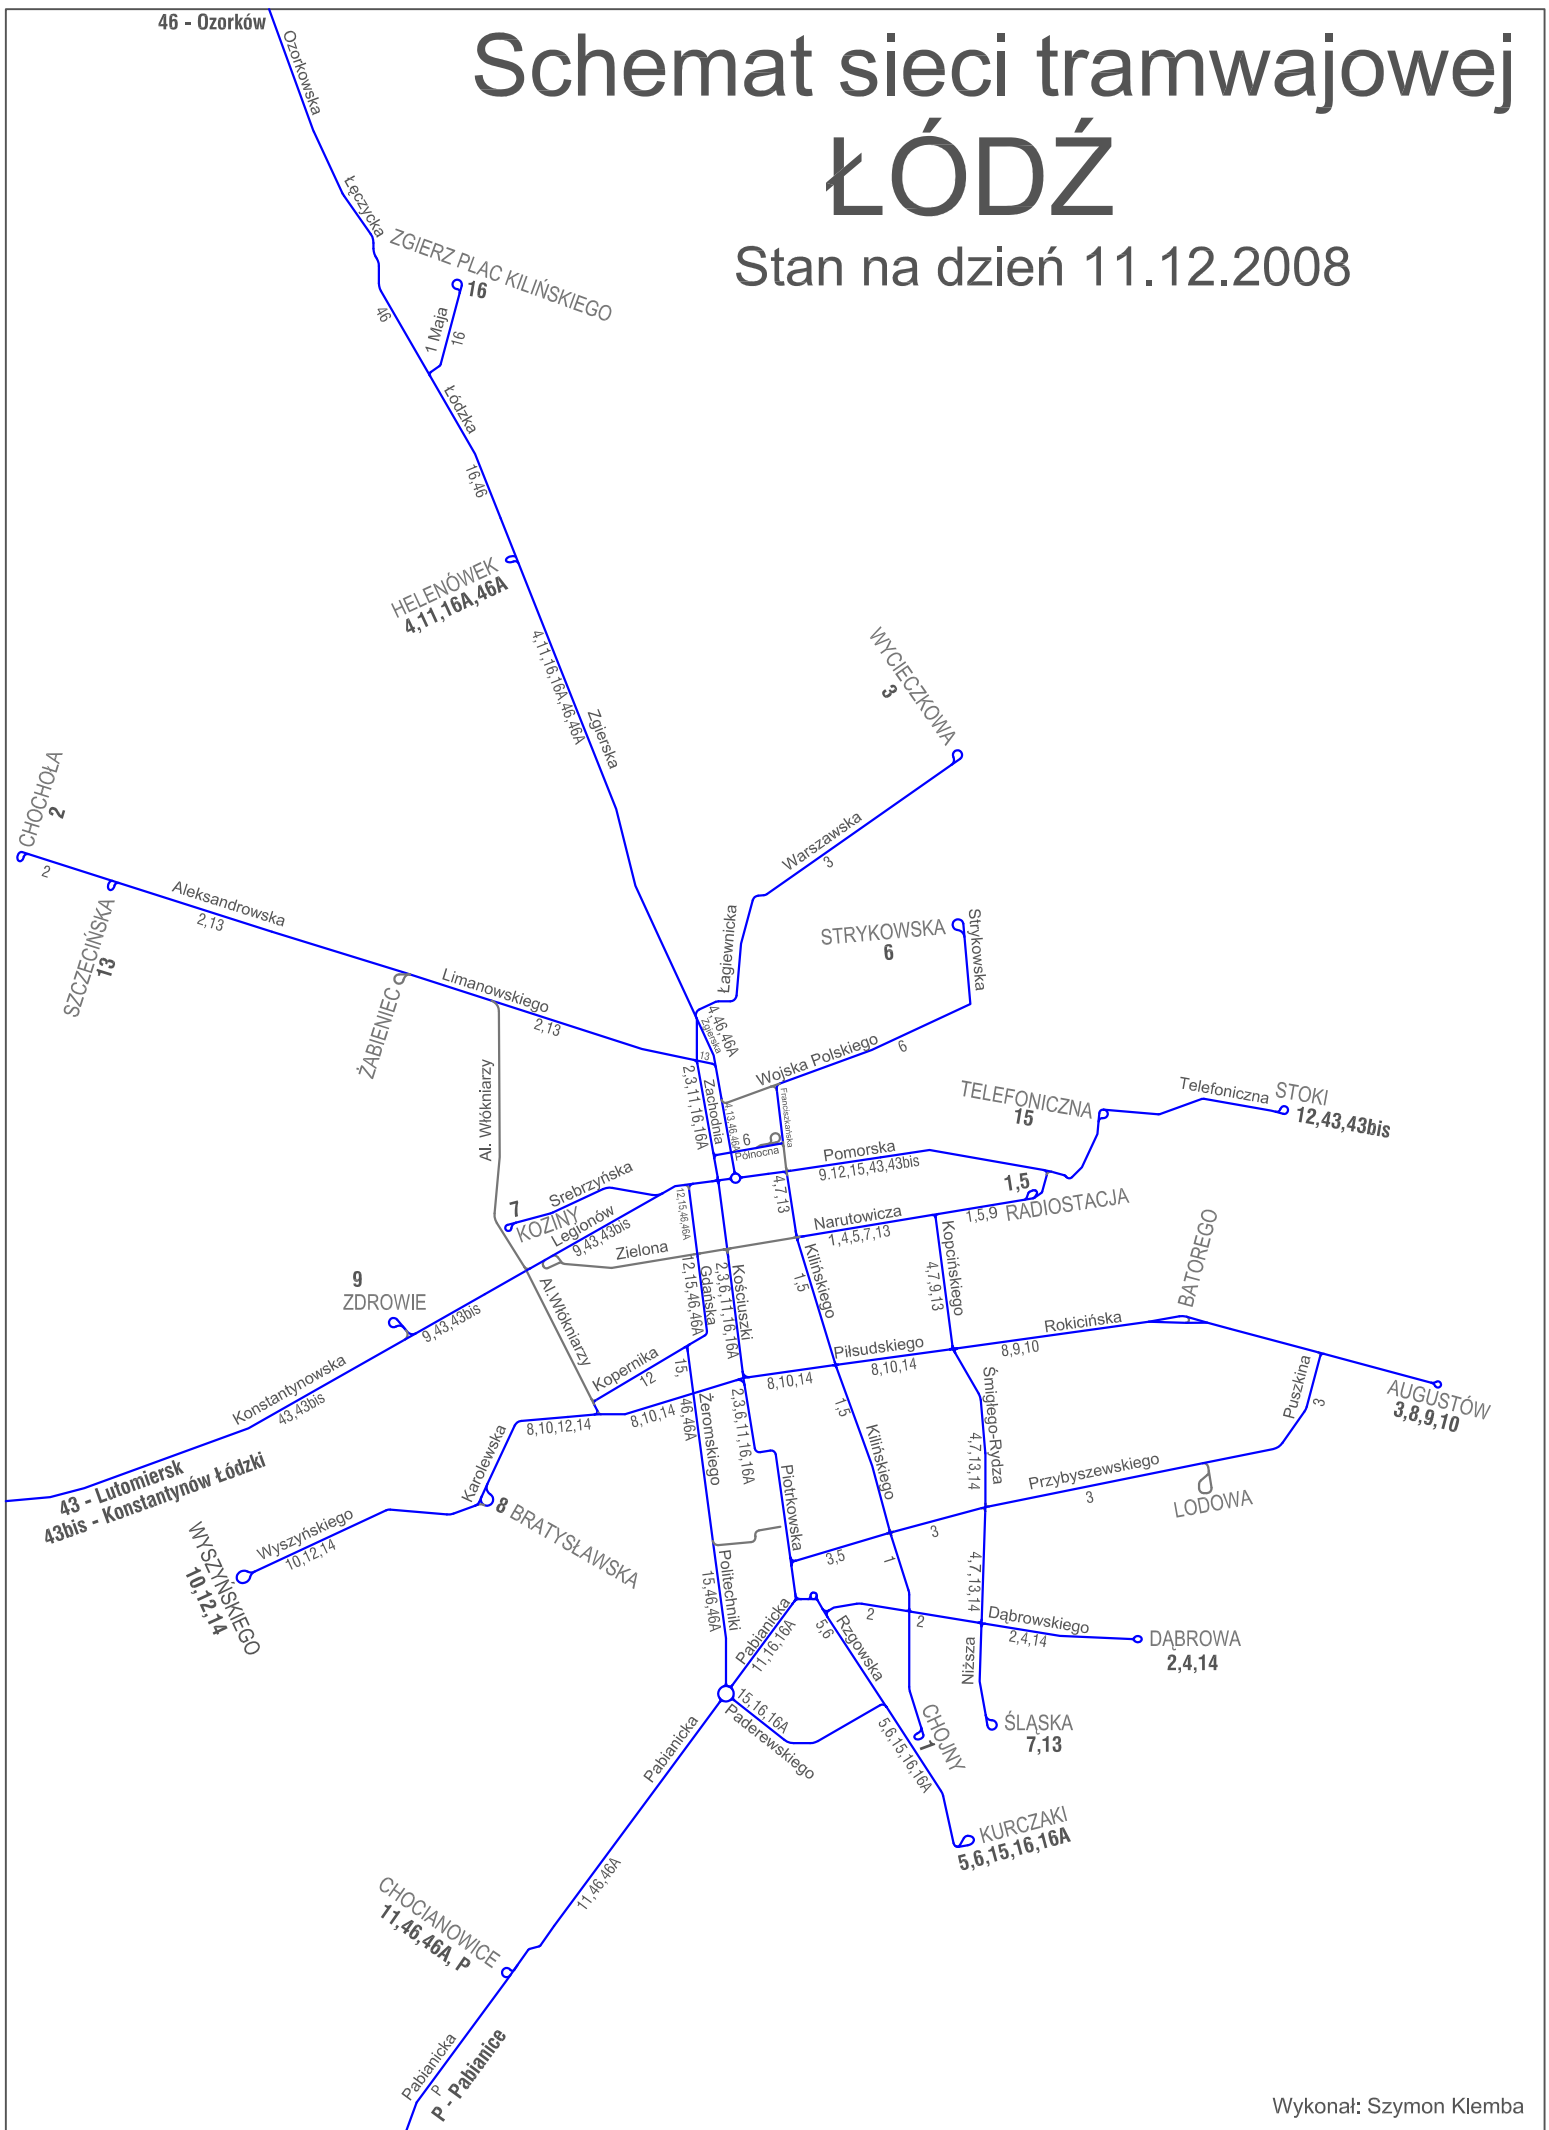 46 - Ozorków
Schemat sieci tramwajowej
ŁÓDŹ
Stan na dzień 11.12.2008
Ozorkowska
Łęczycka
ZGIERZ PLAC KILIŃSKIEGO
16
46
1 Maja
16
Łódzka
16,46
HELENÓWEK
4,11,16A,46A
4,11,16,16A,46,46A
Zgierska
WYCIECZKOWA
3
Warszawska
3
CHOCHOŁA
2
2
Aleksandrowska
2,13
SZCZECIŃSKA
13
Łagiewnicka
STRYKOWSKA
6
Strykowska
Limanowskiego
2,13
ŻABIENIEC
4,46,46A
Zgierska
13
Wojska Polskiego
6
Al. Włókniarzy
2,3,11,16,16A
Zachodnia
4,13,46,46A
Franciszkańska
6
Północna
TELEFONICZNA
15
Telefoniczna
STOKI
12,43,43bis
Pomorska
9.12,15,43,43bis
4,7,13
Srebrzyńska
7
KOZINY
Legionów
9,43,43bis
12,15,46,46A
1,5
RADIOSTACJA
Narutowicza
1,4,5,7,13
1,5,9
Zielona
Kopcińskiego
4,7,9,13
BATOREGO
9
ZDROWIE
9,43,43bis
Al.Włókniarzy
12,15,46,46A
Gdańska
2,3,6,11,16,16A
Kościuszki
Kilińskiego
1,5
Piłsudskiego
8,10,14
8,10,14
Rokicińska
8,9,10
Konstantynowska
43,43bis
Kopernika
12
15,
46,46A
Żeromskiego
8,10,14
8,10,12,14
2,3,6,11,16,16A
1,5
Kilińskiego
Śmigłego-Rydza
4,7,13,14
Puszkina
3
AUGUSTÓW
3,8,9,10
Karolewska
43 - Lutomiersk
43bis - Konstantynów Łódzki
8 BRATYSŁAWSKA
Wyszyńskiego
10,12,14
WYSZYŃSKIEGO
10,12,14
Piotrkowska
Przybyszewskiego
3
LODOWA
3
3,5
1
4,7,13,14
Politechniki
15,46,46A
Pabianicka
11,16,16A
5,6
Rzgowska
2
2
Dąbrowskiego
2,4,14
DĄBROWA
2,4,14
Niższa
15,16,16A
Paderewskiego
5,6,15,16,16A
CHOJNY
1
ŚLĄSKA
7,13
KURCZAKI
5,6,15,16,16A
Pabianicka
11,46,46A
CHOCIANOWICE
11,46,46A, P
Pabianicka
P
P - Pabianice
Wykonał: Szymon Klemba